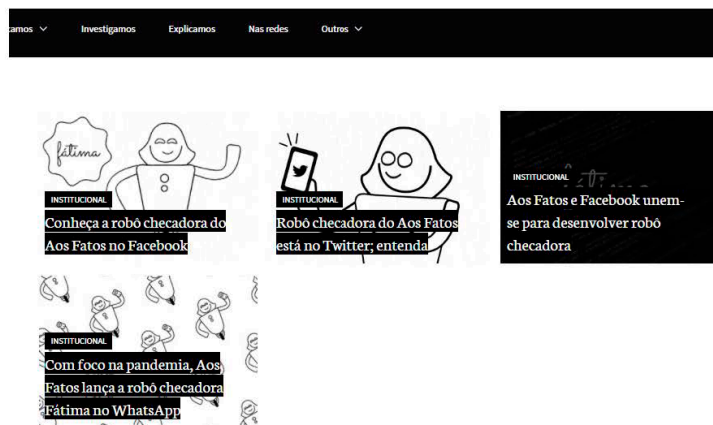 amos
Investigamos
Explicamos
Nas redes
Outros
fátima
INSTITUCIONAL
Conheça a robô checadora do
Aos Fatos no Facebook
INSTITUCIONAL
Robô checadora do Aos Fatos
está no Twitter; entenda
fátima
INSTITUCIONAL
Aos Fatos e Facebook unem-
se para desenvolver robô
checadora
INSTITUCIONAL
Com foco na pandemia, Aos
Fatos lança a robô checadora
Fátima no WhatsApp